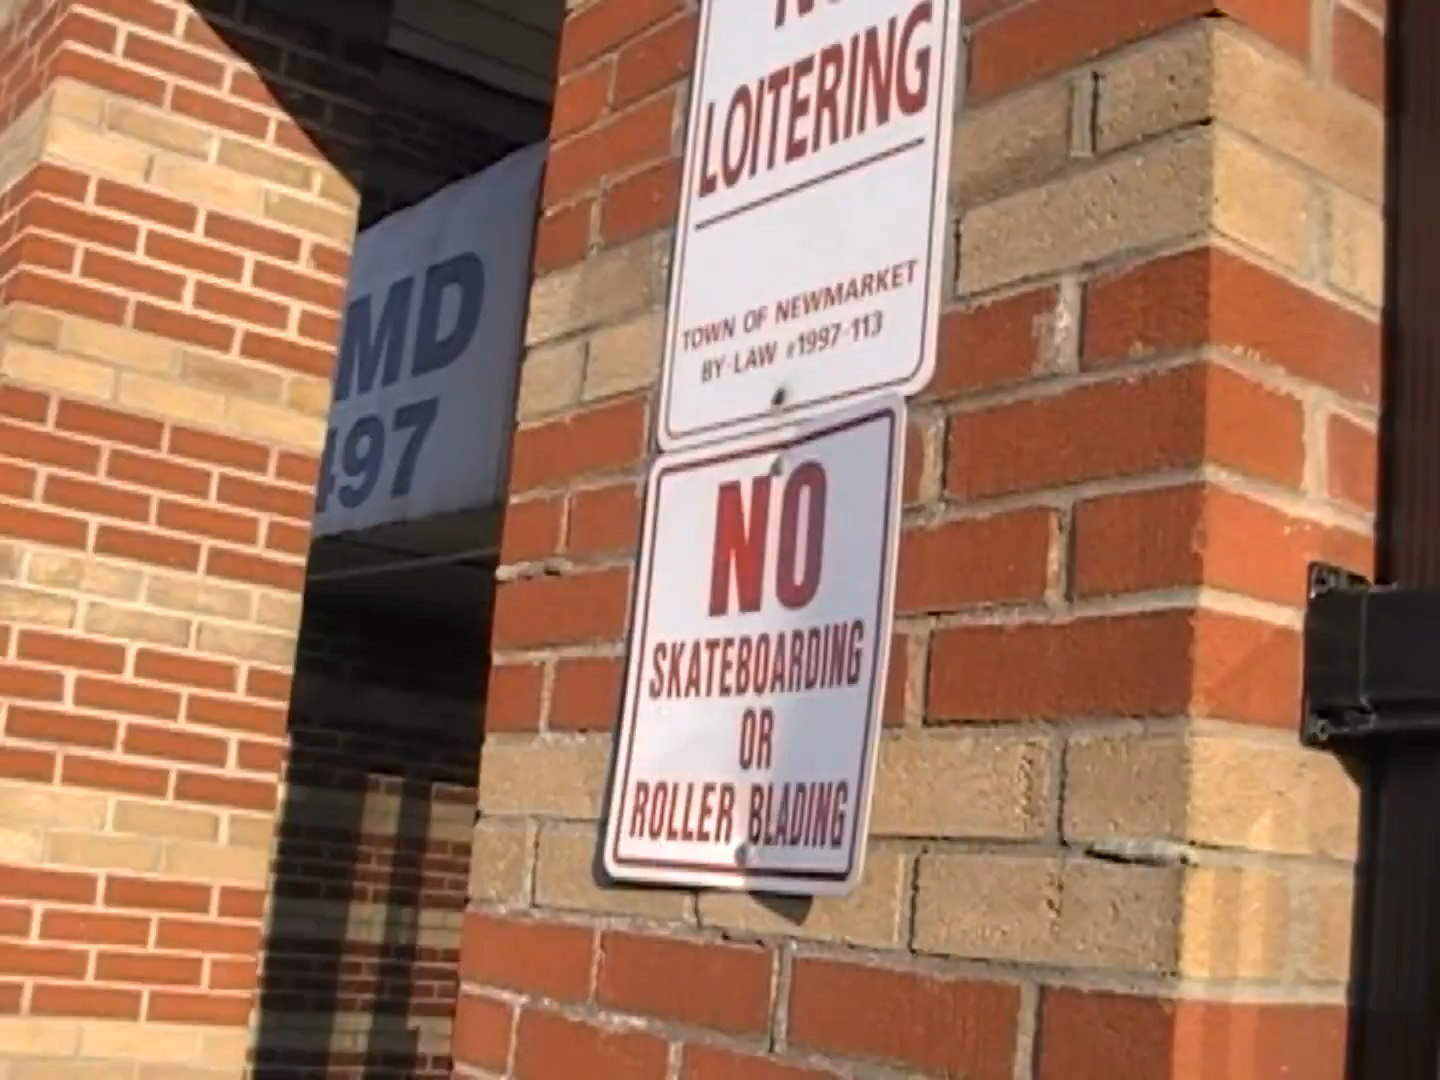 LOITERING
TOWN OF NEWMARKET
BY-LAW #1997-113
NO
SKATEBOARDING
OR
ROLLER BLADING
MD
497